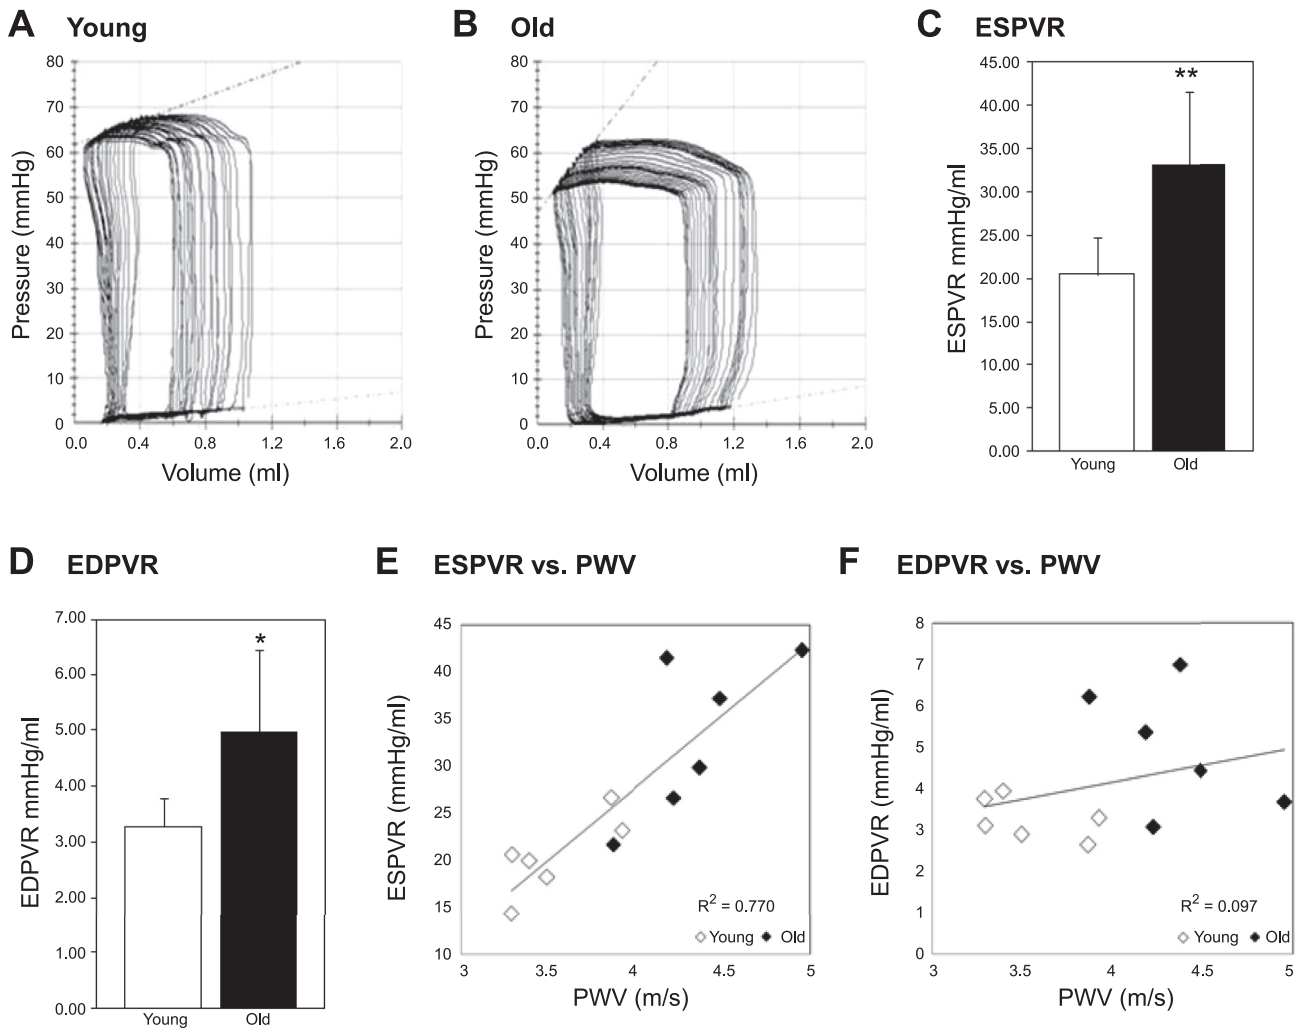 A Young
80
70
60
50
40
30
20
10
0
Pressure (mmHg)
0.0 0.4 0.8 1.2 1.6 2.0
Volume (ml)
B Old
80
70
60
50
40
30
20
10
0
Pressure (mmHg)
0.0 0.4 0.8 1.2 1.6 2.0
Volume (ml)
C ESPVR
45.00
40.00
35.00
30.00
25.00
20.00
15.00
10.00
5.00
0.00
ESPVR mmHg/ml
**
Young Old
D EDPVR
7.00
6.00
5.00
4.00
3.00
2.00
1.00
0.00
EDPVR mmHg/ml
*
Young Old
E ESPVR vs. PWV
45
40
35
30
25
20
15
10
ESPVR (mmHg/ml)
R2 = 0.770
Young Old
3 3.5 4 4.5 5
PWV (m/s)
F EDPVR vs. PWV
8
7
6
5
4
3
2
1
0
EDPVR (mmHg/ml)
R2 = 0.097
Young Old
3 3.5 4 4.5 5
PWV (m/s)